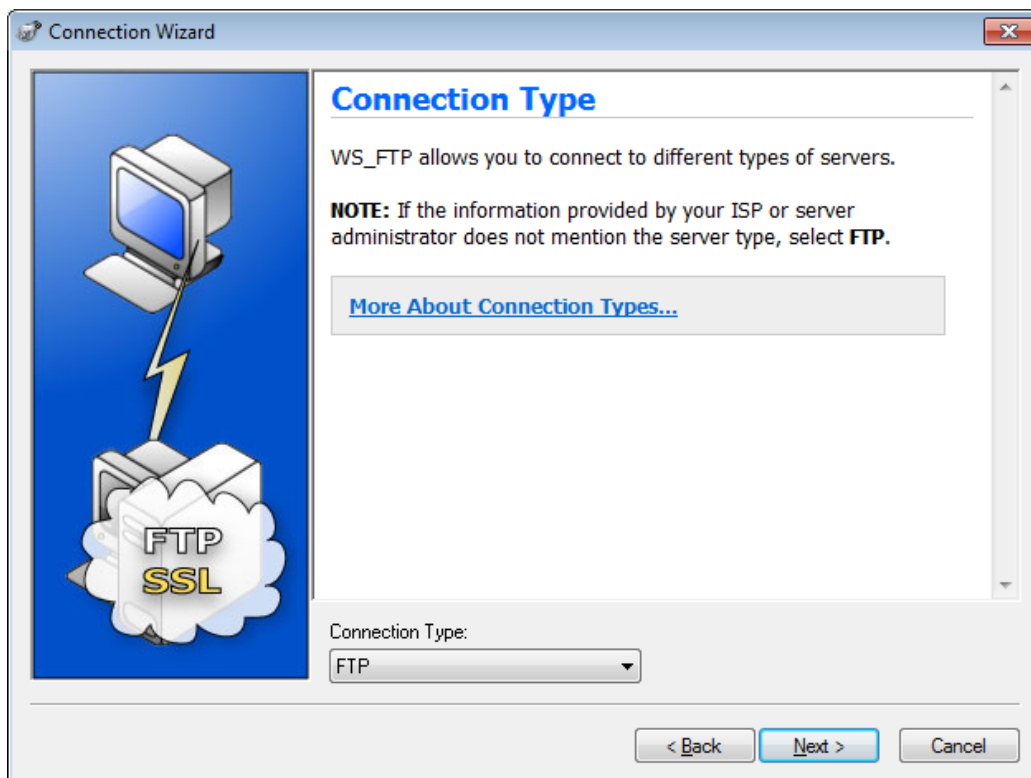 Connection Wizard
Connection Type
WS_FTP allows you to connect to different types of servers.
NOTE: If the information provided by your ISP or server
administrator does not mention the server type, select FTP.
More About Connection Types...
FTP
SSL
Connection Type:
FTP
< Back
Next >
Cancel